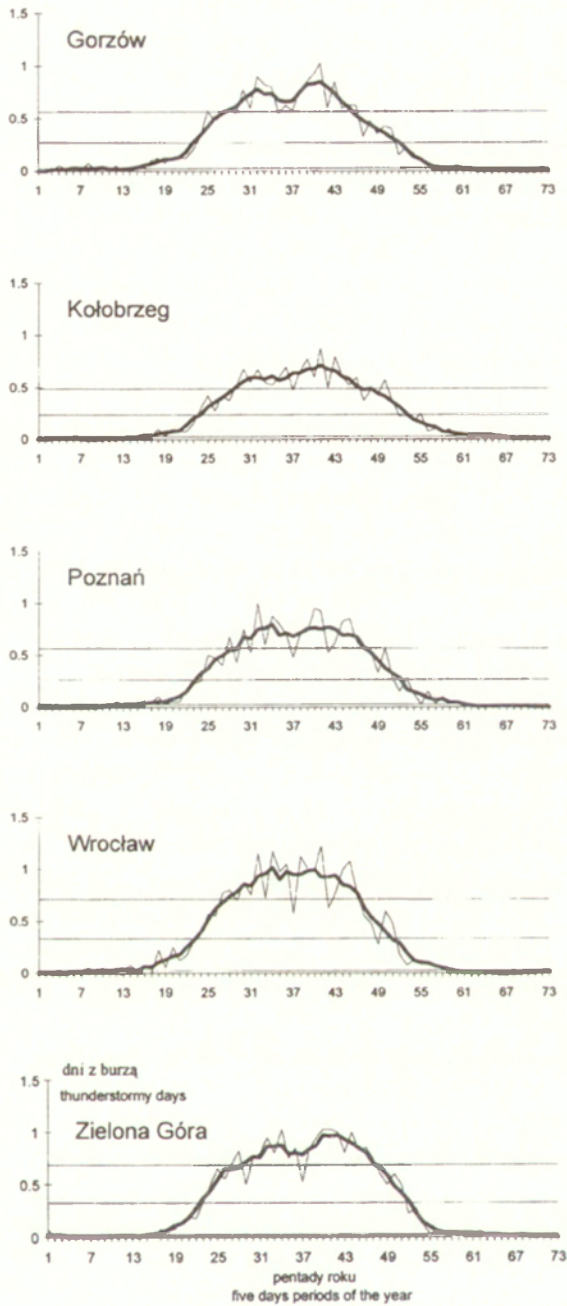 1.5
Gorzów
1
0.5
0
1 7 13 19 25 31 37 43 49 55 61 67 73
1.5
Kołobrzeg
1
0.5
0
1 7 13 19 25 31 37 43 49 55 61 67 73
1.5
Poznań
1
0.5
0
1 7 13 19 25 31 37 43 49 55 61 67 73
1.5
Wrocław
1
0.5
0
1 7 13 19 25 31 37 43 49 55 61 67 73
dni z burzą
1.5
thunderstormy days
Zielona Góra
1
0.5
0
1 7 13 19 25 31 37 43 49 55 61 67 73
pentady roku
five days periods of the year